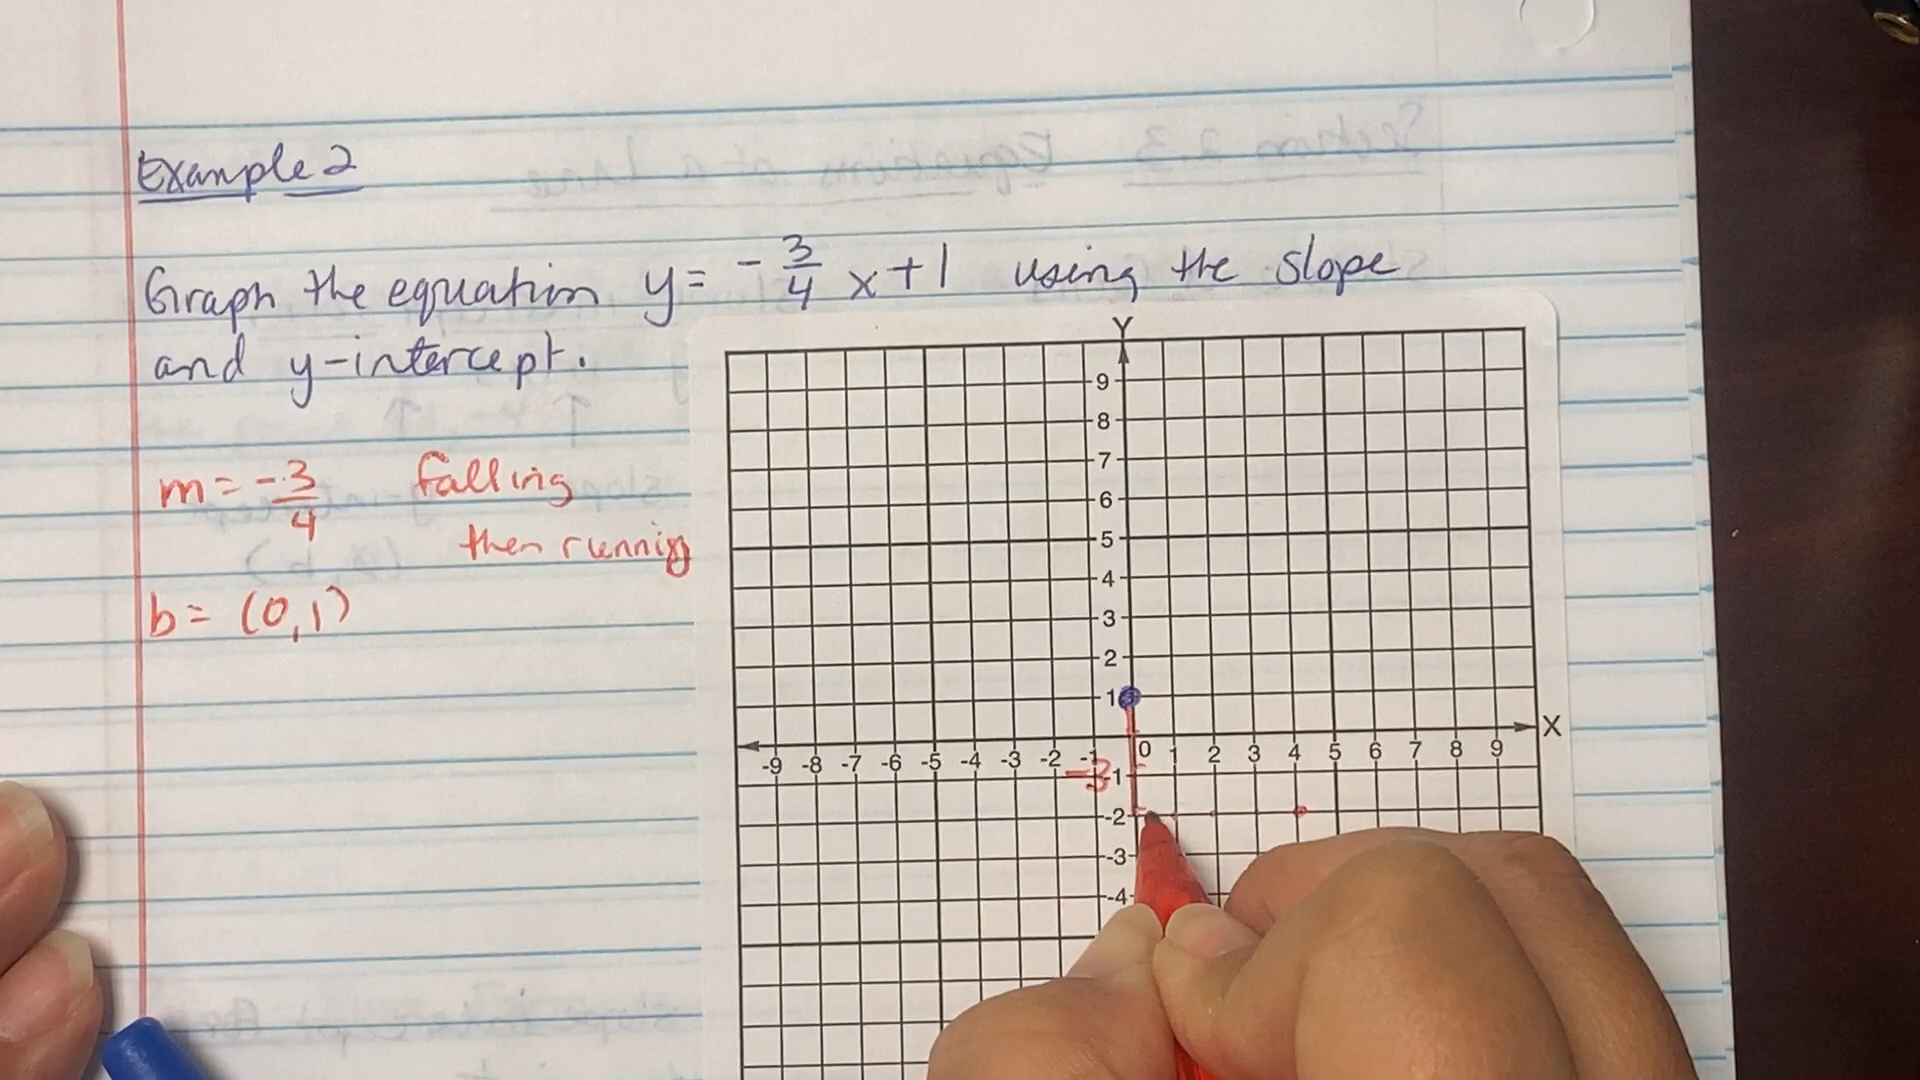 Example 2
Graph the equation y = - 3/4 x + 1 using the slope
and y-intercept.
m = -3/4 falling
then running
b = (0,1)
Y
9
8
7
6
5
4
3
2
1
X
-9 -8 -7 -6 -5 -4 -3 -2 -1 0 1 2 3 4 5 6 7 8 9
-3
-1
-2
-3
-4